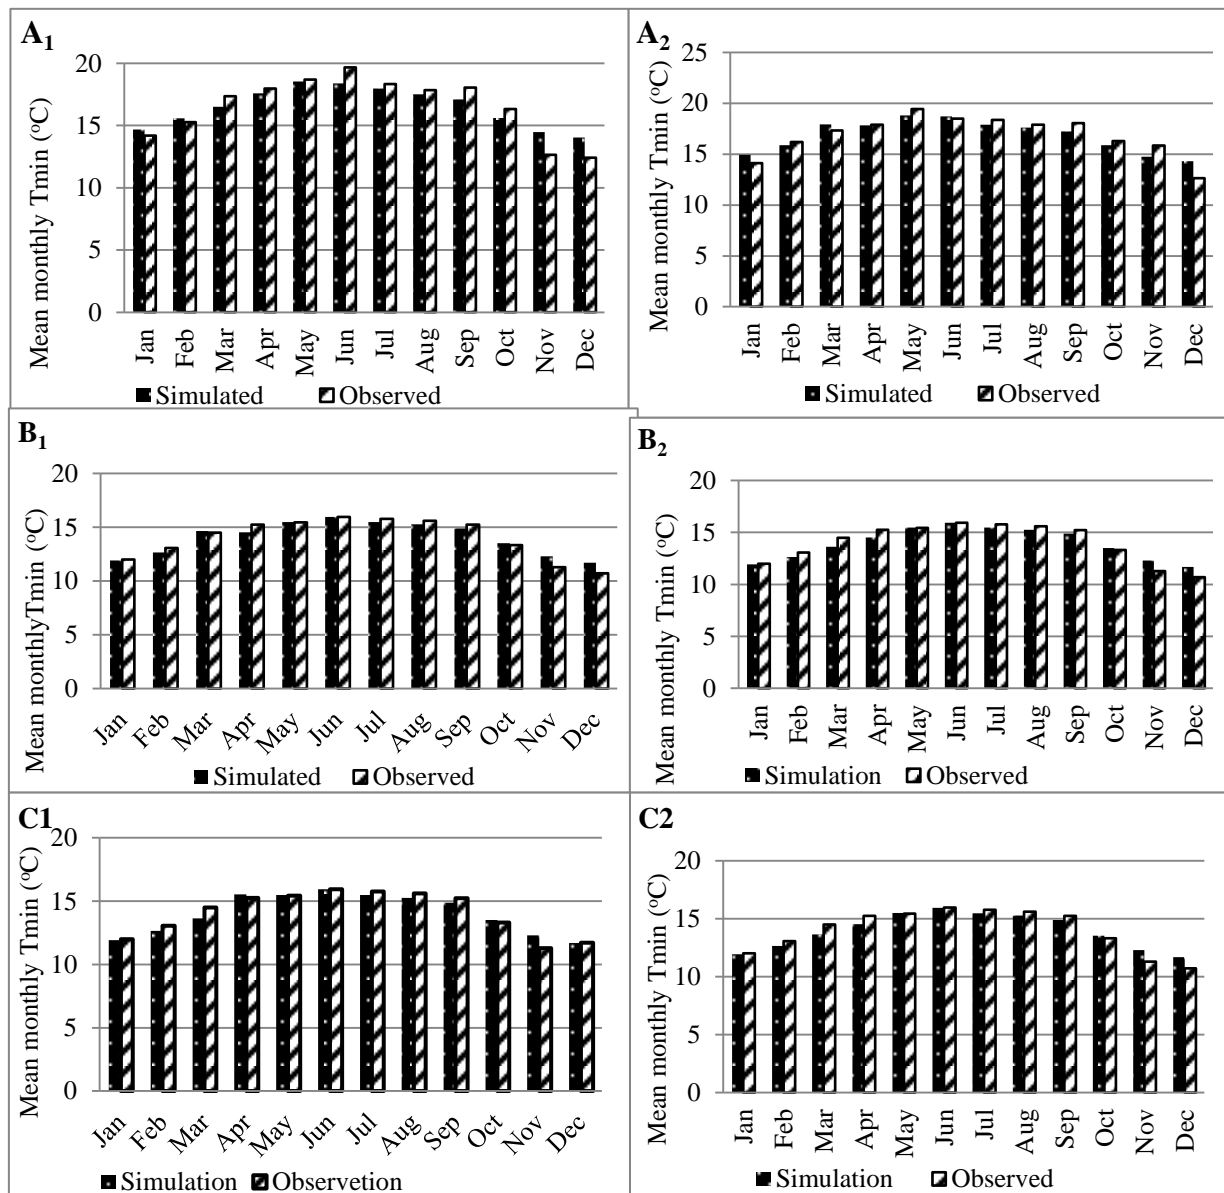 A1
Mean monthly Tmin (oC)
20
15
10
5
0
Jan Feb Mar Apr May Jun Jul Aug Sep Oct Nov Dec
Simulated Observed
A2
Mean monthly Tmin (oC)
25
20
15
10
5
0
Jan Feb Mar Apr May Jun Jul Aug Sep Oct Nov Dec
Simulated Observed
B1
Mean monthlyTmin (oC)
20
15
10
5
0
Jan Feb Mar Apr May Jun Jul Aug Sep Oct Nov Dec
Simulated Observed
B2
Mean monthly Tmin (oC)
20
15
10
5
0
Jan Feb Mar Apr May Jun Jul Aug Sep Oct Nov Dec
Simulation Observed
C1
Mean monthly Tmin (oC)
20
15
10
5
0
Jan Feb Mar Apr May Jun Jul Aug Sep Oct Nov Dec
Simulation Observetion
C2
Mean monthly Tmin (oC)
20
15
10
5
0
Jan Feb Mar Apr May Jun Jul Aug Sep Oct Nov Dec
Simulation Observed